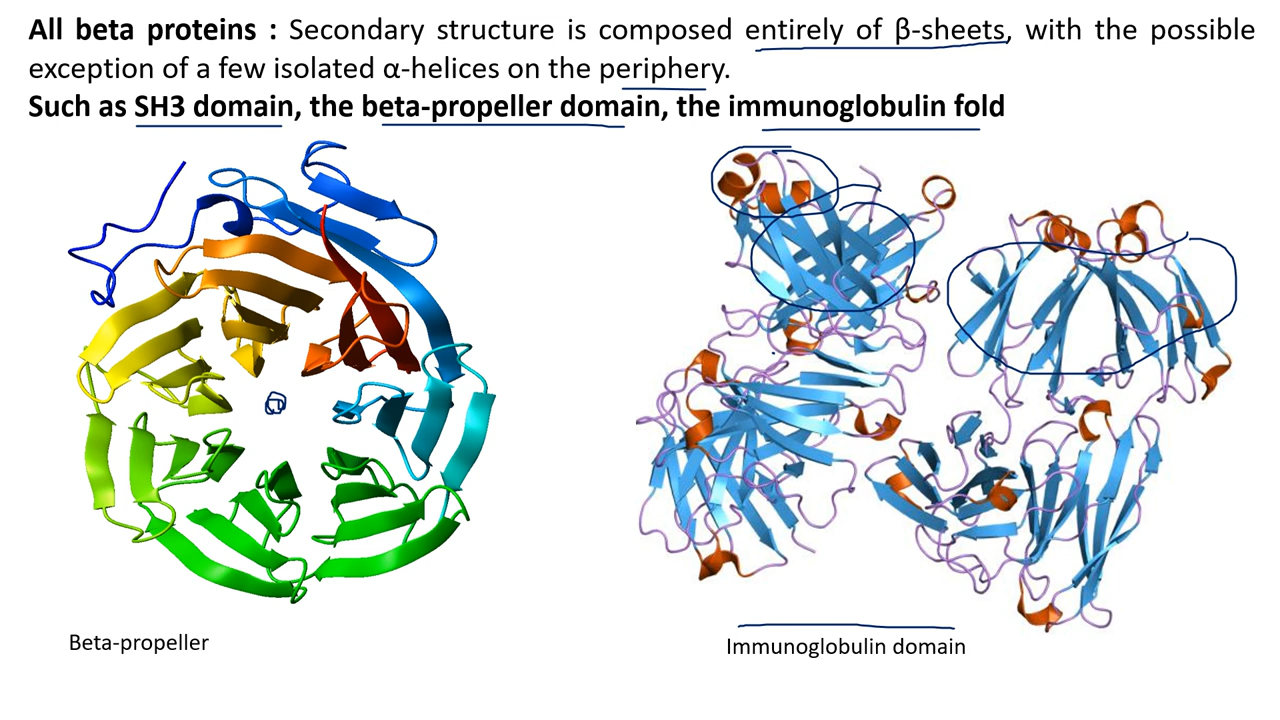 All beta proteins : Secondary structure is composed entirely of β-sheets, with the possible
exception of a few isolated α-helices on the periphery.
Such as SH3 domain, the beta-propeller domain, the immunoglobulin fold
Beta-propeller
Immunoglobulin domain